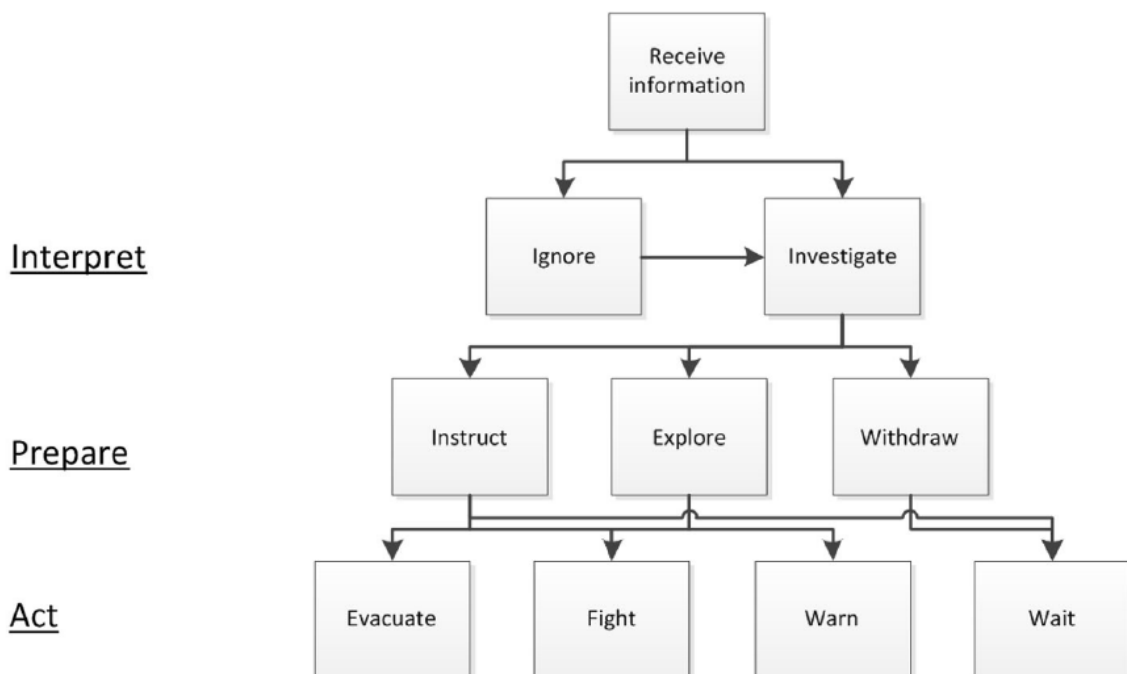 Receive
information
Interpret
Ignore
Investigate
Prepare
Instruct
Explore
Withdraw
Act
Evacuate
Fight
Warn
Wait